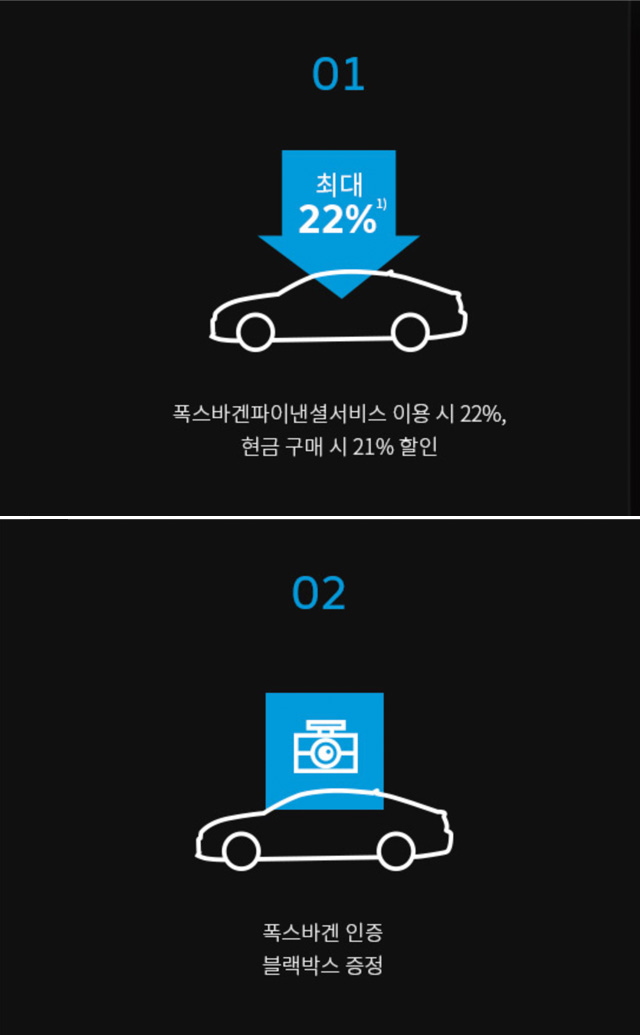 01
최대
22%1)
폭스바겐파이낸셜서비스 이용 시 22%,
현금 구매 시 21% 할인
02
폭스바겐 인증
블랙박스 증정